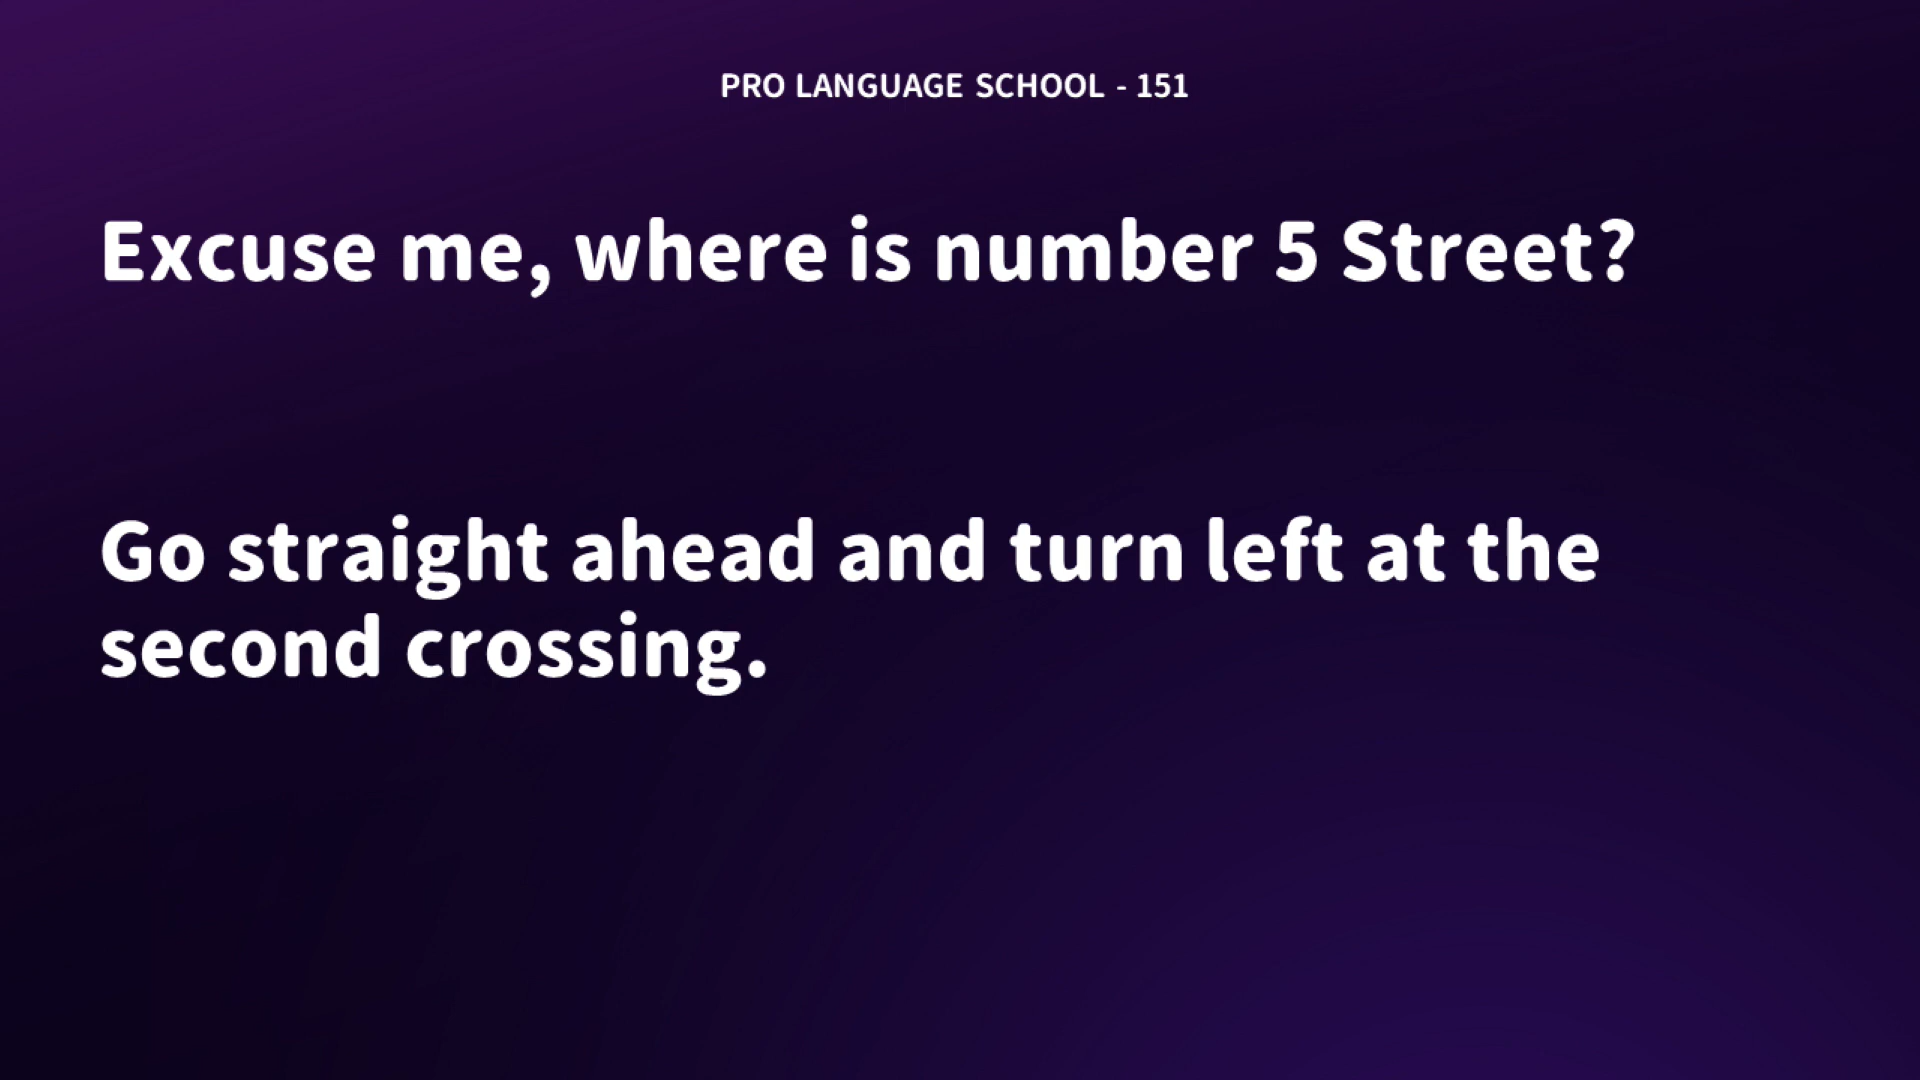 PRO LANGUAGE SCHOOL - 151
Excuse me, where is number 5 Street?
Go straight ahead and turn left at the
second crossing.